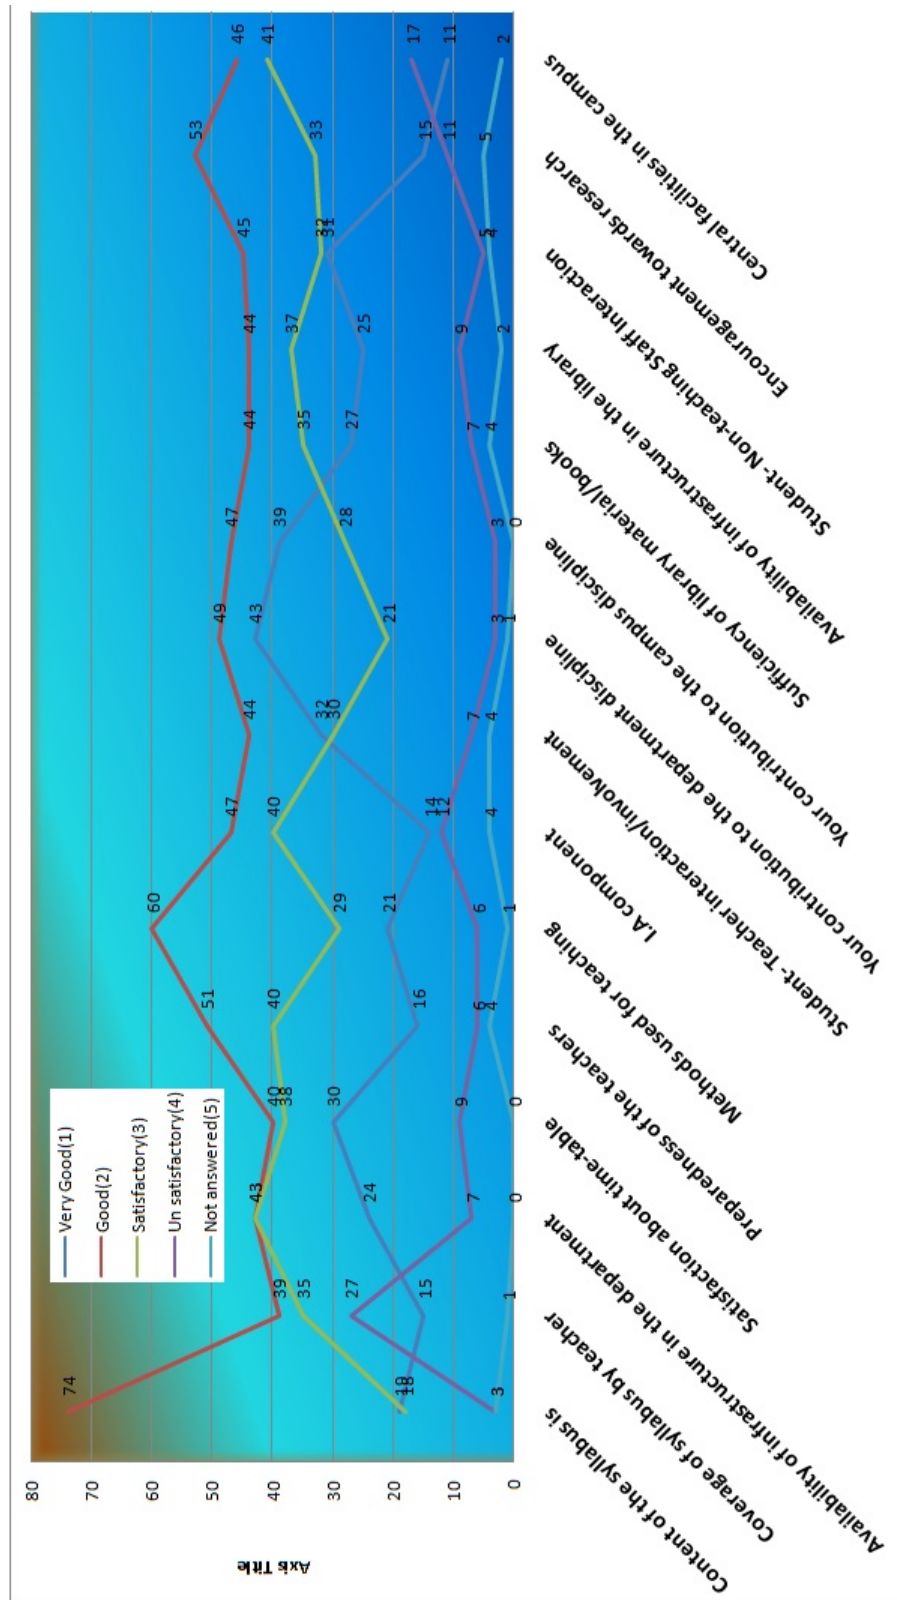 Axis Title
80
70
60
50
40
30
20
10
0
Very Good(1)
Good(2)
Satisfactory(3)
Un satisfactory(4)
Not answered(5)
74 39 43 40 51 60 47 44 49 47 44 44 45 53 46
18 35 38 40 29 40 30 21 28 35 37 32 33 41
19 15 24 30 16 21 14 32 43 39 27 25 31 15 11
3 27 7 9 6 6 12 7 3 3 7 9 5 11 17
1 0 0 4 1 4 4 1 0 4 2 4 5 2
Content of the syllabus is
Coverage of syllabus by teacher
Availability of infrastructure in the department
Satisfaction about time-table
Preparedness of the teachers
Methods used for teaching
I.A component
Student- Teacher interaction/involvement
Your contribution to the department discipline
Your contribution to the campus discipline
Sufficiency of library material/books
Availability of infrastructure in the library
Student- Non-teaching Staff Interaction
Encouragement towards research
Central facilities in the campus